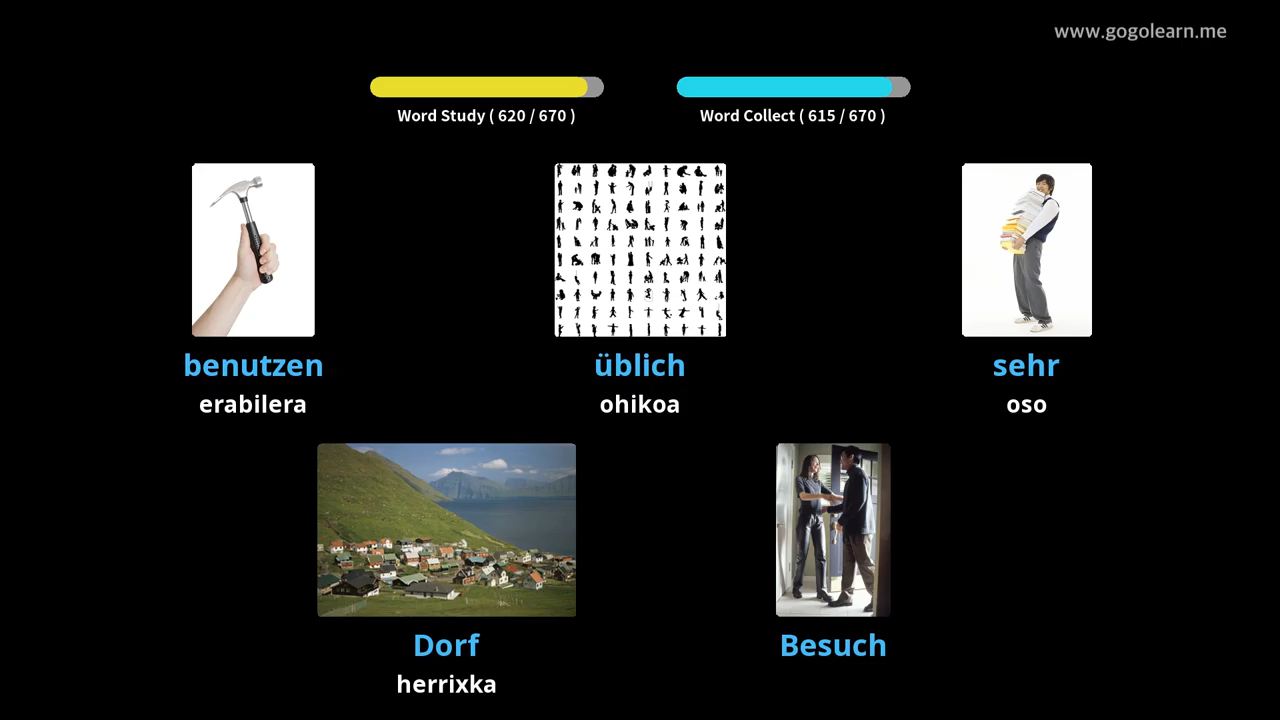 www.gogolearn.me
Word Study ( 620 / 670 )
Word Collect ( 615 / 670 )
benutzen
erabilera
üblich
ohikoa
sehr
oso
Dorf
herrixka
Besuch